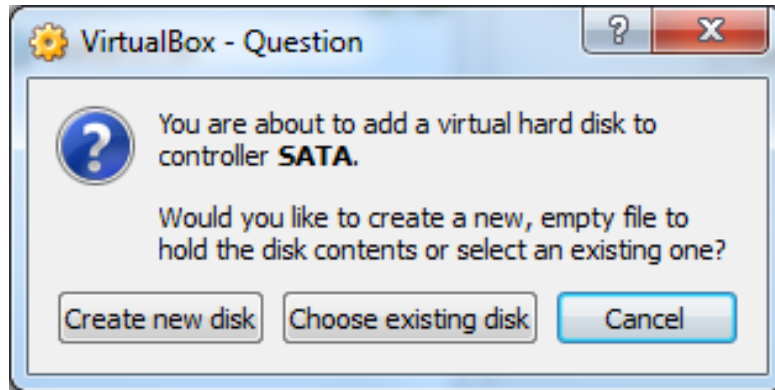 VirtualBox - Question
You are about to add a virtual hard disk to
controller SATA.
Would you like to create a new, empty file to
hold the disk contents or select an existing one?
Create new disk Choose existing disk Cancel